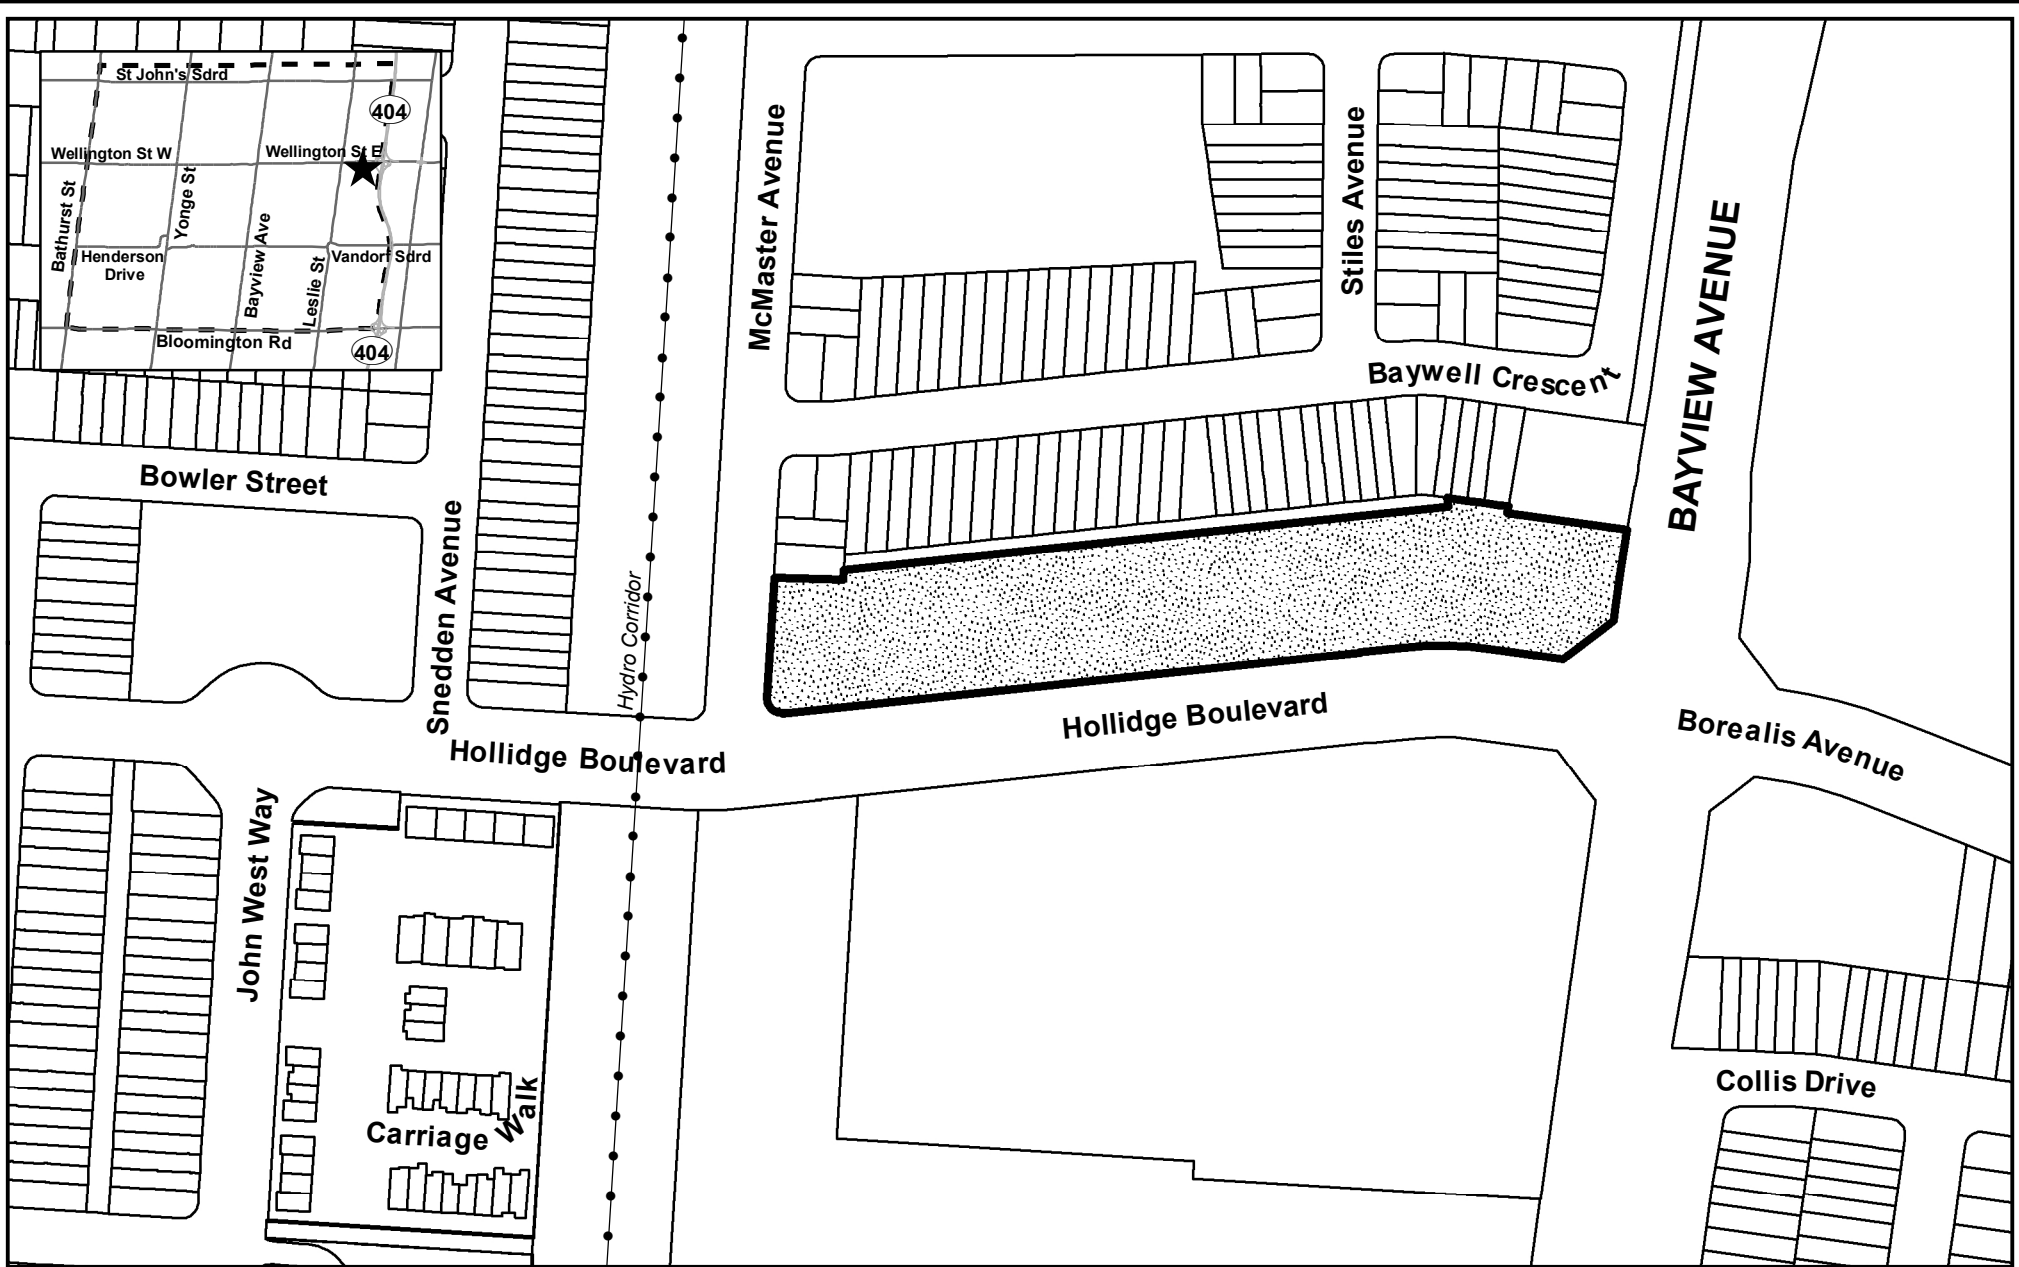 St John's Sdrd
404
Wellington St W
Wellington St E
Bathurst St
Yonge St
Bayview Ave
Leslie St
Henderson
Drive
Vandorf Sdrd
Bloomington Rd
404
McMaster Avenue
Stiles Avenue
BAYVIEW AVENUE
Baywell Crescent
Bowler Street
Snedden Avenue
Hydro Corridor
Hollidge Boulevard
Hollidge Boulevard
Borealis Avenue
John West Way
Carriage Walk
Collis Drive